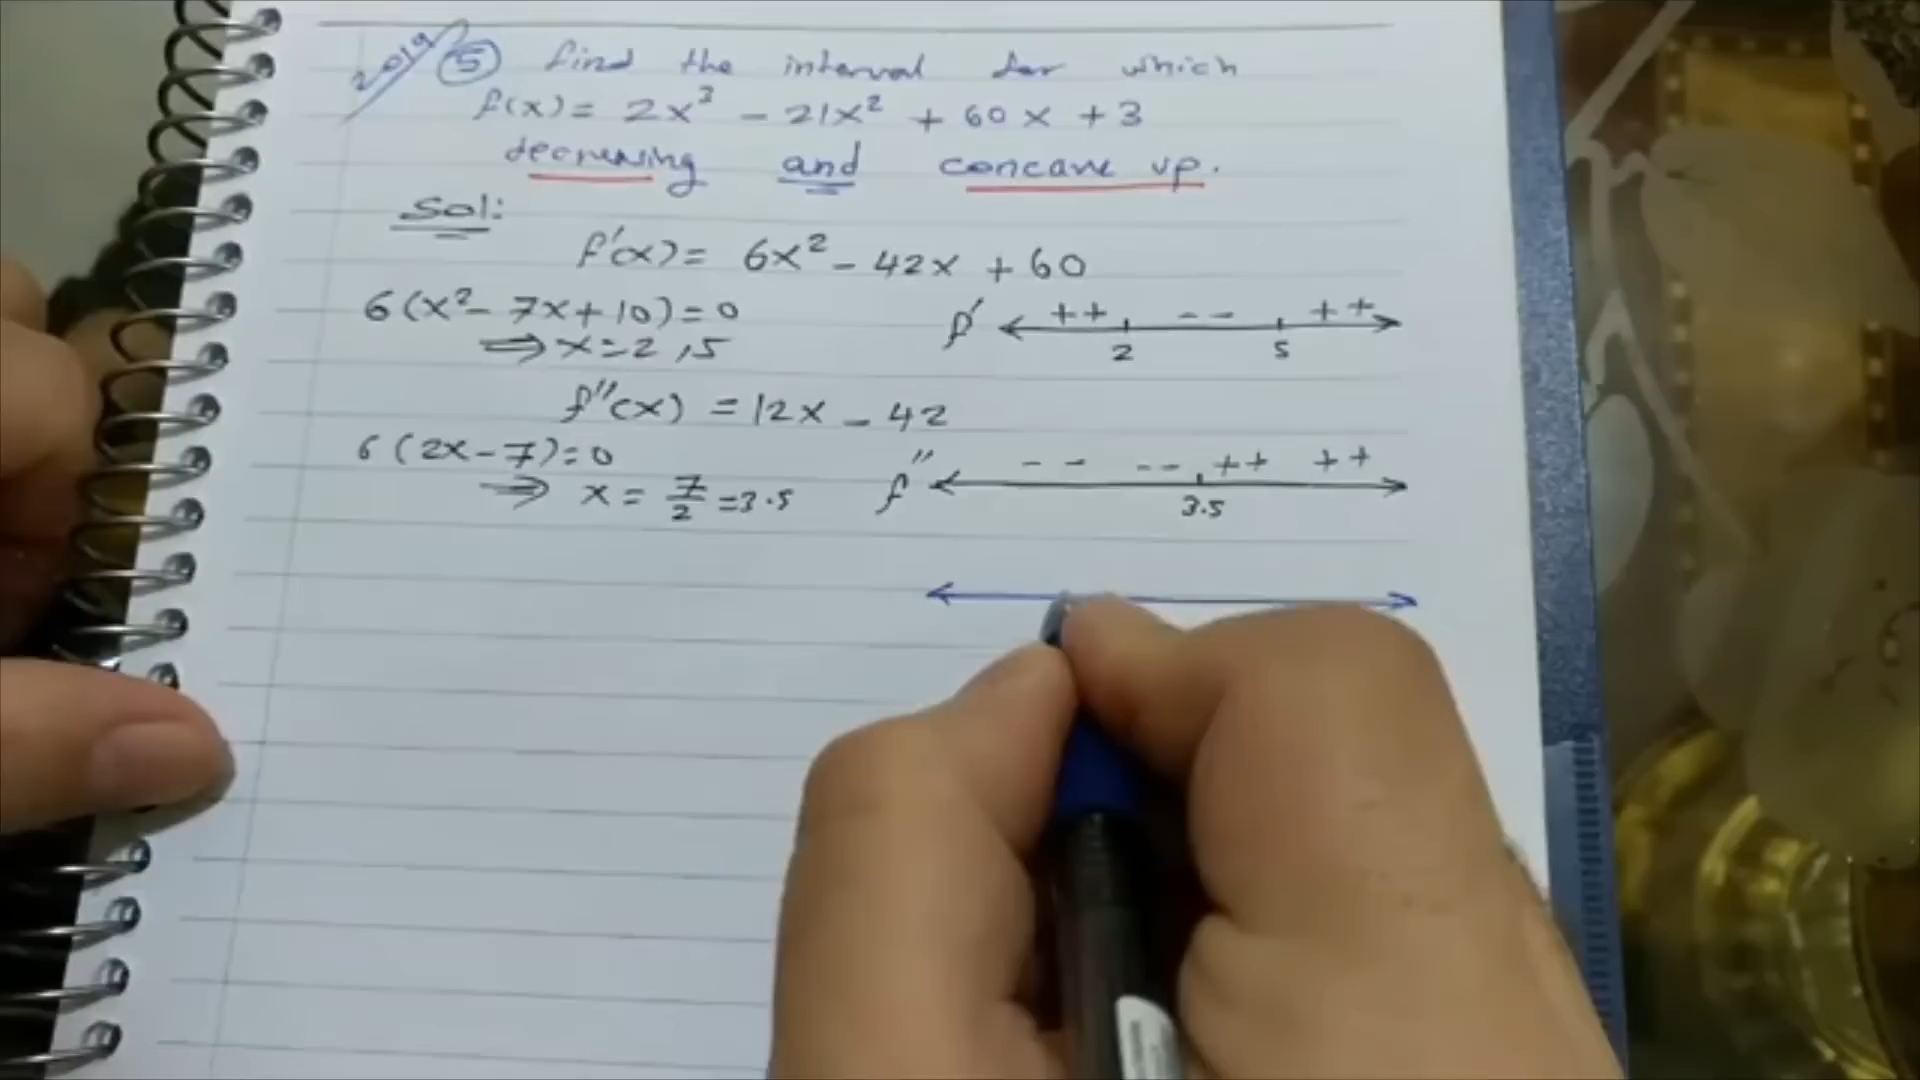 2019 ⑤ find the interval for which
f(x) = 2x³ - 21x² + 60x + 3
decreasing and concave up.
Sol:
f'(x) = 6x² - 42x + 60
6(x² - 7x + 10) = 0
⇒ x = 2, 5
f' ++ -- ++
2 5
f''(x) = 12x - 42
6(2x - 7) = 0
⇒ x = 7/2 = 3.5
f'' -- -- ++ ++
3.5